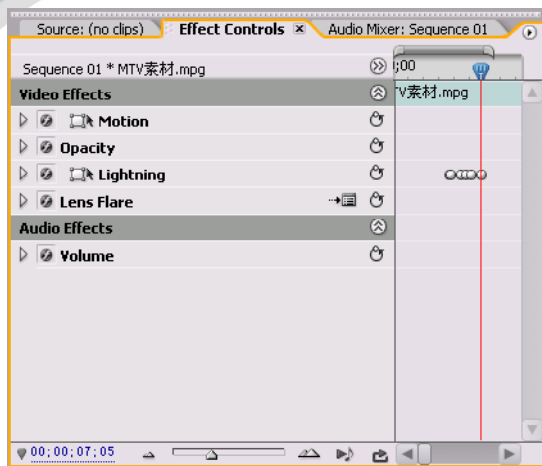 Source: (no clips) Effect Controls Audio Mixer: Sequence 01
Sequence 01 * MTV素材.mpg ;00
Video Effects V素材.mpg
Motion
Opacity
Lightning
Lens Flare
Audio Effects
Volume
00;00;07;05